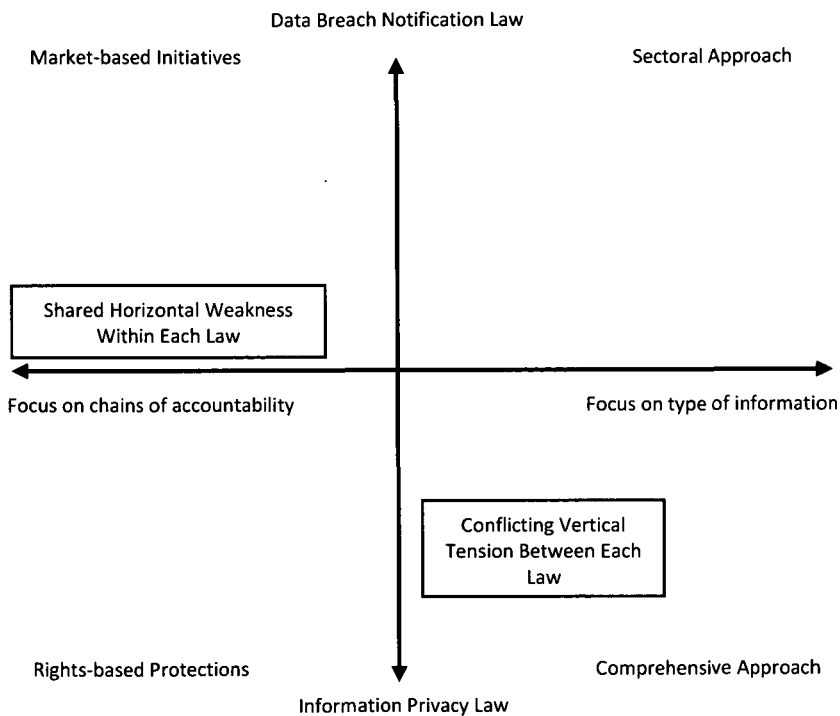 Data Breach Notification Law
Market-based Initiatives
Sectoral Approach
Shared Horizontal Weakness
Within Each Law
Focus on chains of accountability
Focus on type of information
Conflicting Vertical
Tension Between Each
Law
Rights-based Protections
Comprehensive Approach
Information Privacy Law